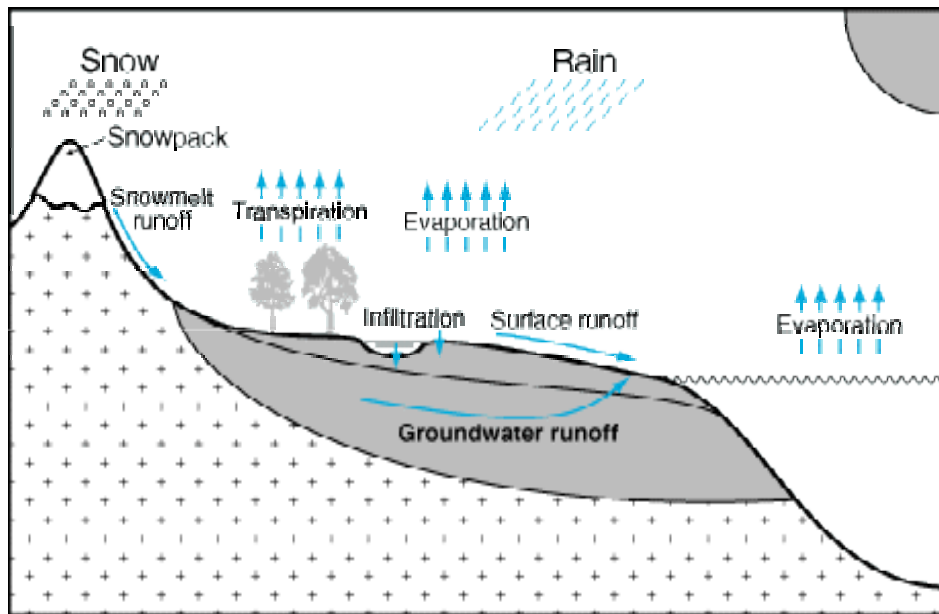 Snow
Rain
Snowpack
Snowmelt
runoff
Transpiration
Evaporation
Infiltration
Surface runoff
Evaporation
Groundwater runoff